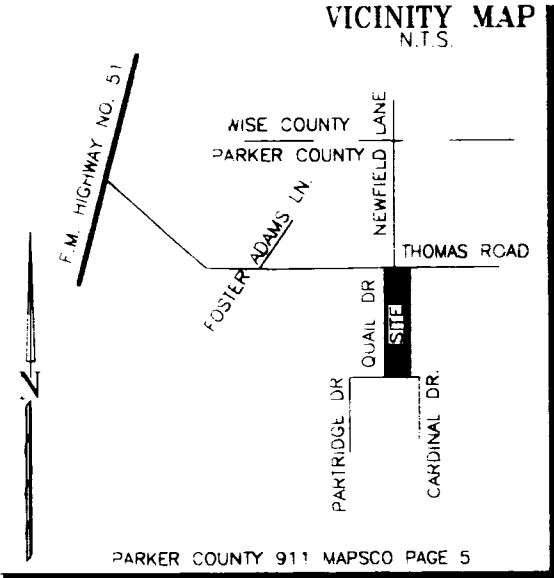 VICINITY MAP
N.T.S.
F.M. HIGHWAY NO. 51
WISE COUNTY
PARKER COUNTY
NEWFIELD LANE
FOSTER ADAMS LN.
THOMAS ROAD
QUAIL DR
SITE
PARTRIDGE DR
CARDINAL DR.
N
PARKER COUNTY 911 MAPSCO PAGE 5